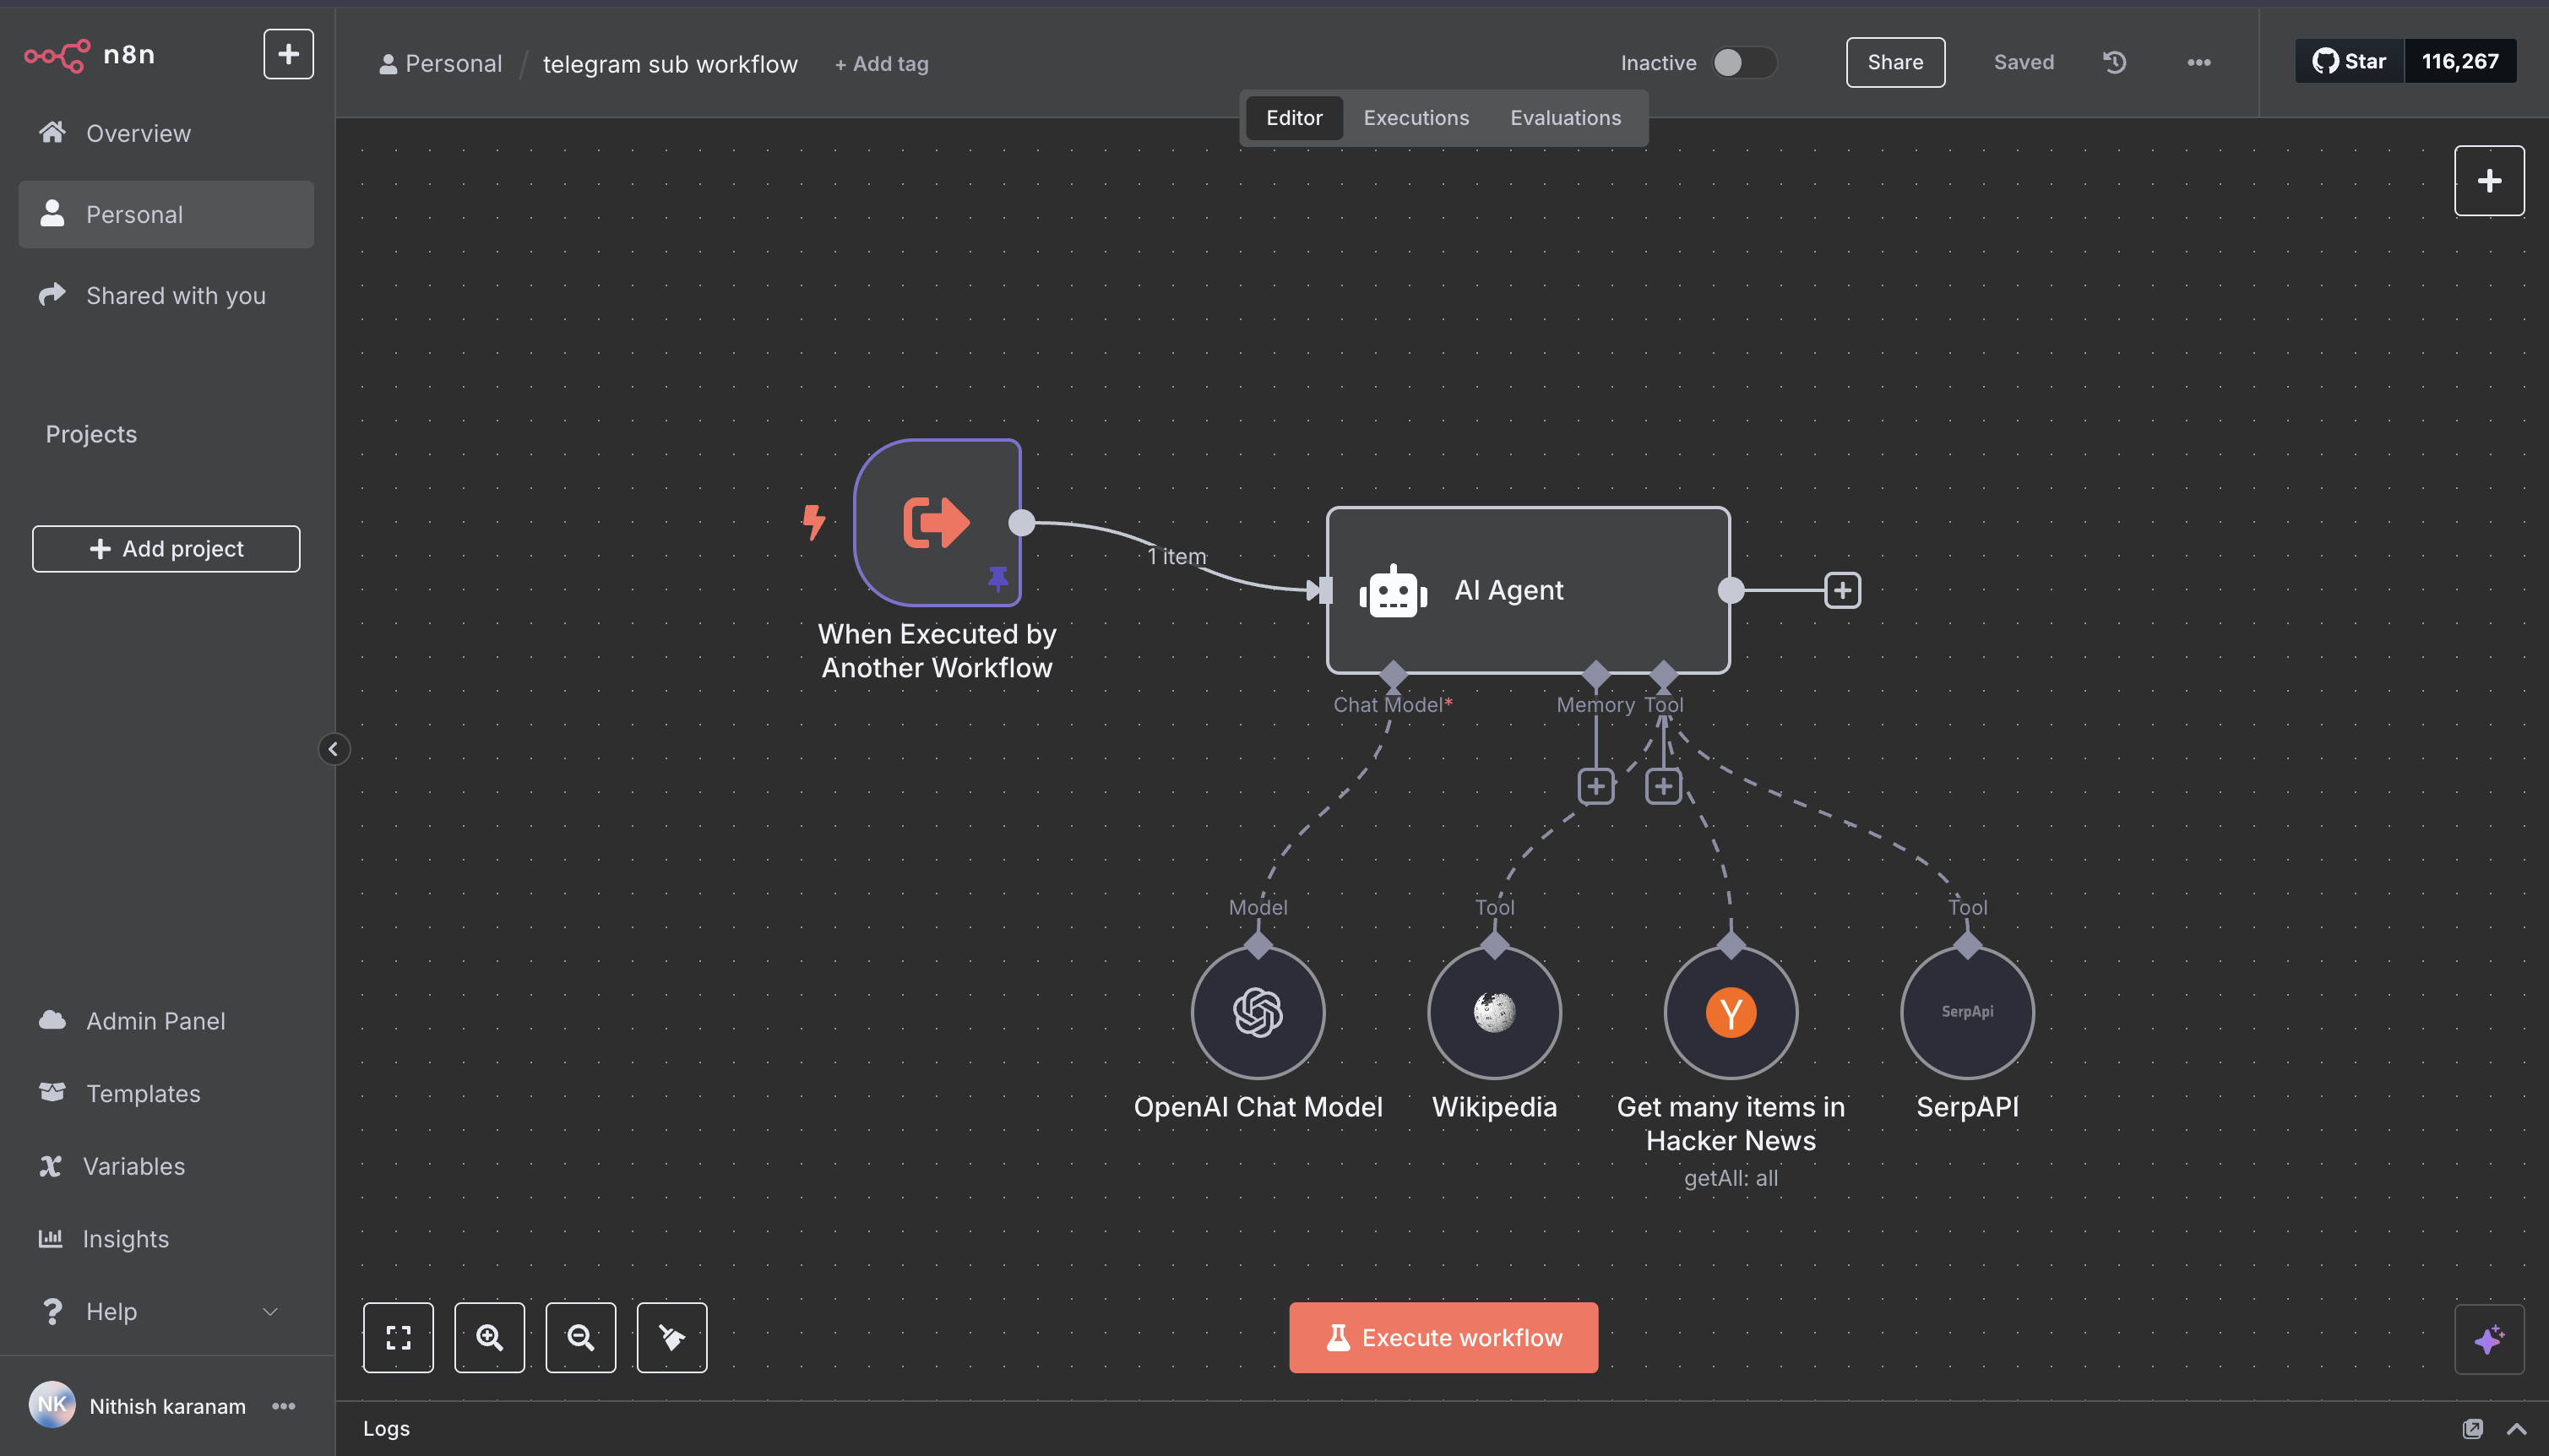 n8n
Overview
Personal
Shared with you
Projects
Add project
Admin Panel
Templates
Variables
Insights
Help
NK
Nithish karanam
Personal / telegram sub workflow + Add tag
Inactive
Share
Saved
Star 116,267
Editor Executions Evaluations
1 item
When Executed by
Another Workflow
AI Agent
Chat Model*
Memory Tool
Model
Tool
Tool
Y
SerpApi
OpenAI Chat Model
Wikipedia
Get many items in
Hacker News
getAll: all
SerpAPI
Execute workflow
Logs